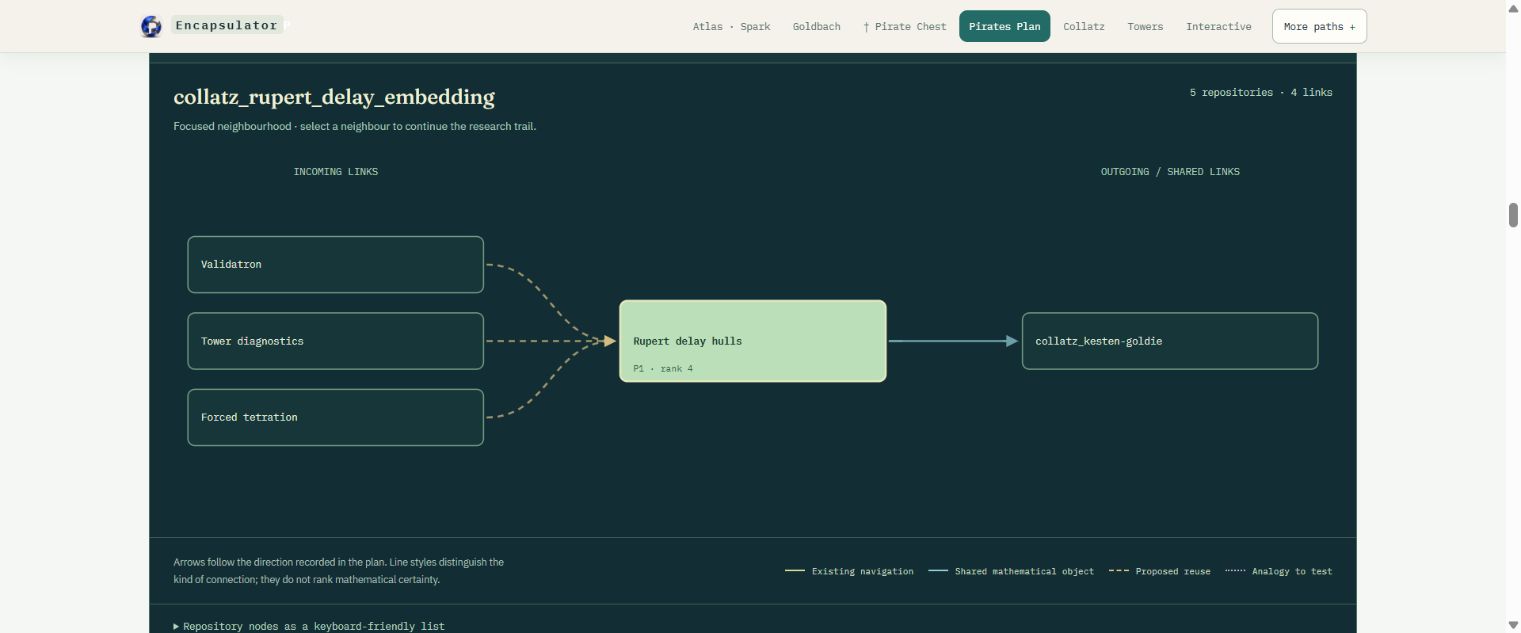 Encapsulator P
Atlas · Spark
Goldbach
† Pirate Chest
Pirates Plan
Collatz
Towers
Interactive
More paths +
collatz_rupert_delay_embedding
5 repositories · 4 links
Focused neighbourhood · select a neighbour to continue the research trail.
INCOMING LINKS
OUTGOING / SHARED LINKS
Validatron
Tower diagnostics
Forced tetration
Rupert delay hulls
P1 · rank 4
collatz_kesten-goldie
Arrows follow the direction recorded in the plan. Line styles distinguish the
kind of connection; they do not rank mathematical certainty.
Existing navigation
Shared mathematical object
Proposed reuse
Analogy to test
▶ Repository nodes as a keyboard-friendly list